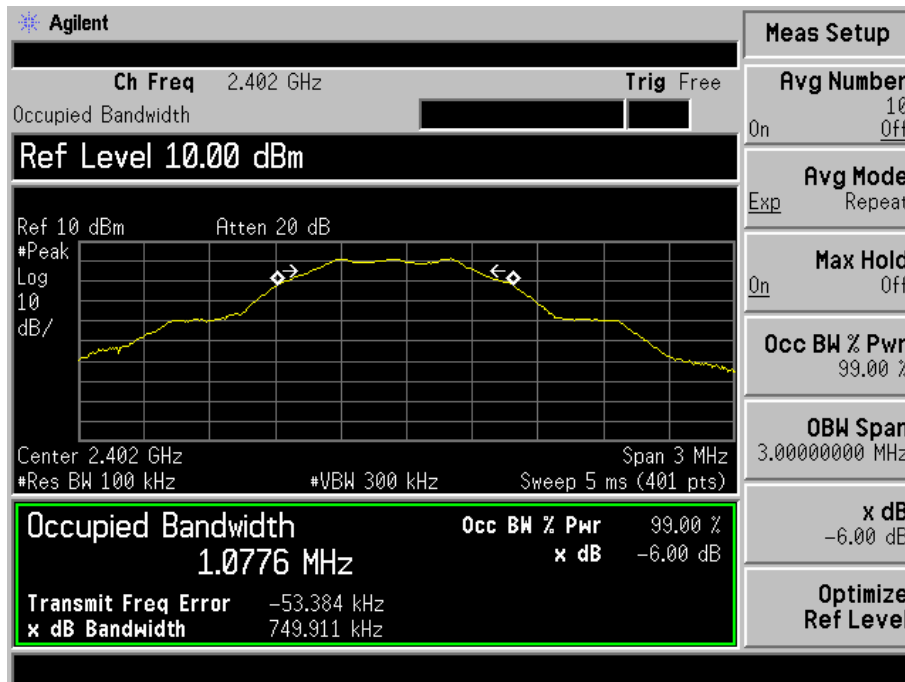 Agilent
Ch Freq 2.402 GHz Trig Free
Occupied Bandwidth
Ref Level 10.00 dBm
Ref 10 dBm Atten 20 dB
#Peak
Log
10
dB/
Center 2.402 GHz Span 3 MHz
#Res BW 100 kHz #VBW 300 kHz Sweep 5 ms (401 pts)
Occupied Bandwidth
1.0776 MHz
Occ BW % Pwr 99.00 %
x dB -6.00 dB
Transmit Freq Error -53.384 kHz
x dB Bandwidth 749.911 kHz
Meas Setup
Avg Number
10
On Off
Avg Mode
Exp Repeat
Max Hold
On Off
Occ BW % Pwr
99.00 %
OBW Span
3.00000000 MHz
x dB
-6.00 dB
Optimize
Ref Level